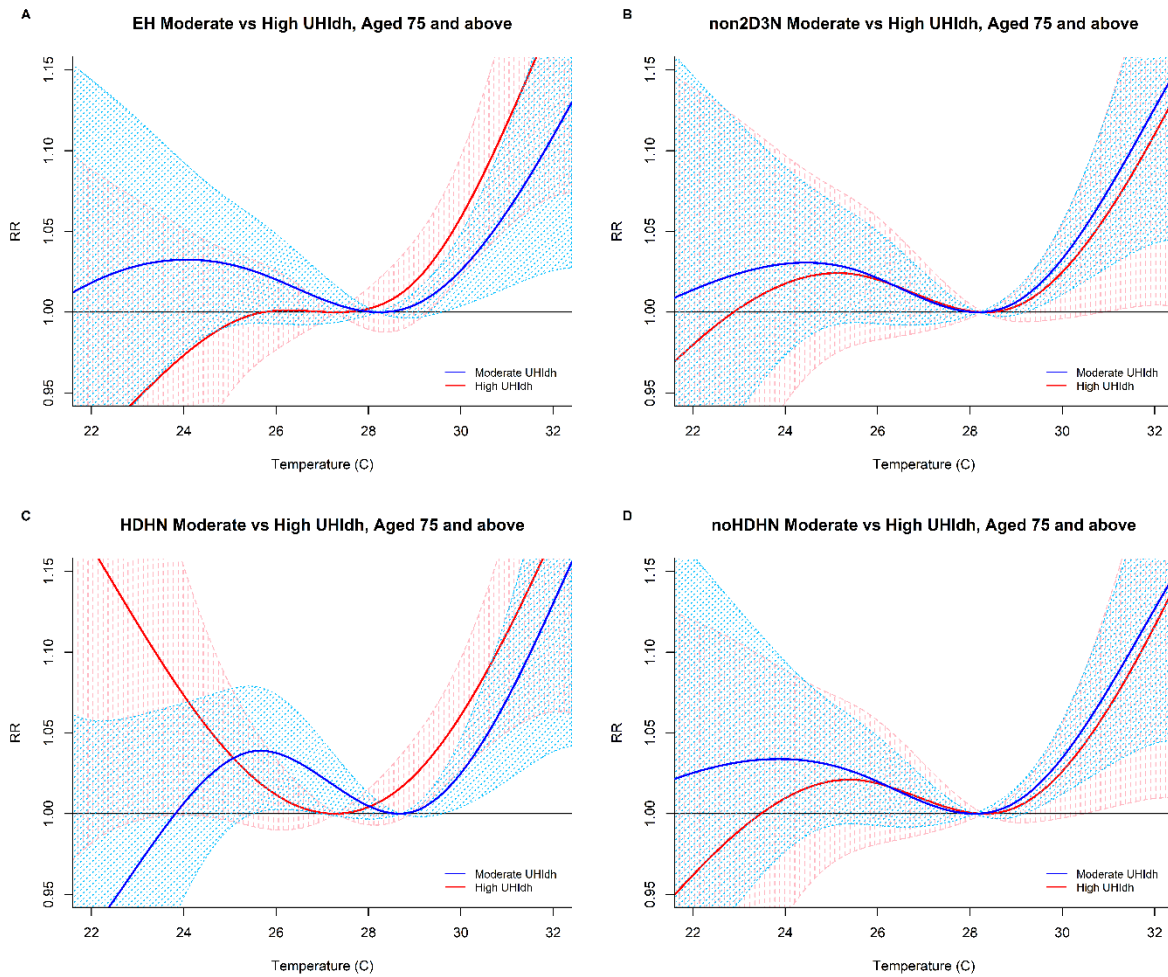 A
EH Moderate vs High UHIdh, Aged 75 and above
RR
1.15
1.10
1.05
1.00
0.95
Moderate UHIdh
High UHIdh
22 24 26 28 30 32
Temperature (C)
B
non2D3N Moderate vs High UHIdh, Aged 75 and above
RR
1.15
1.10
1.05
1.00
0.95
Moderate UHIdh
High UHIdh
22 24 26 28 30 32
Temperature (C)
C
HDHN Moderate vs High UHIdh, Aged 75 and above
RR
1.15
1.10
1.05
1.00
0.95
Moderate UHIdh
High UHIdh
22 24 26 28 30 32
Temperature (C)
D
noHDHN Moderate vs High UHIdh, Aged 75 and above
RR
1.15
1.10
1.05
1.00
0.95
Moderate UHIdh
High UHIdh
22 24 26 28 30 32
Temperature (C)